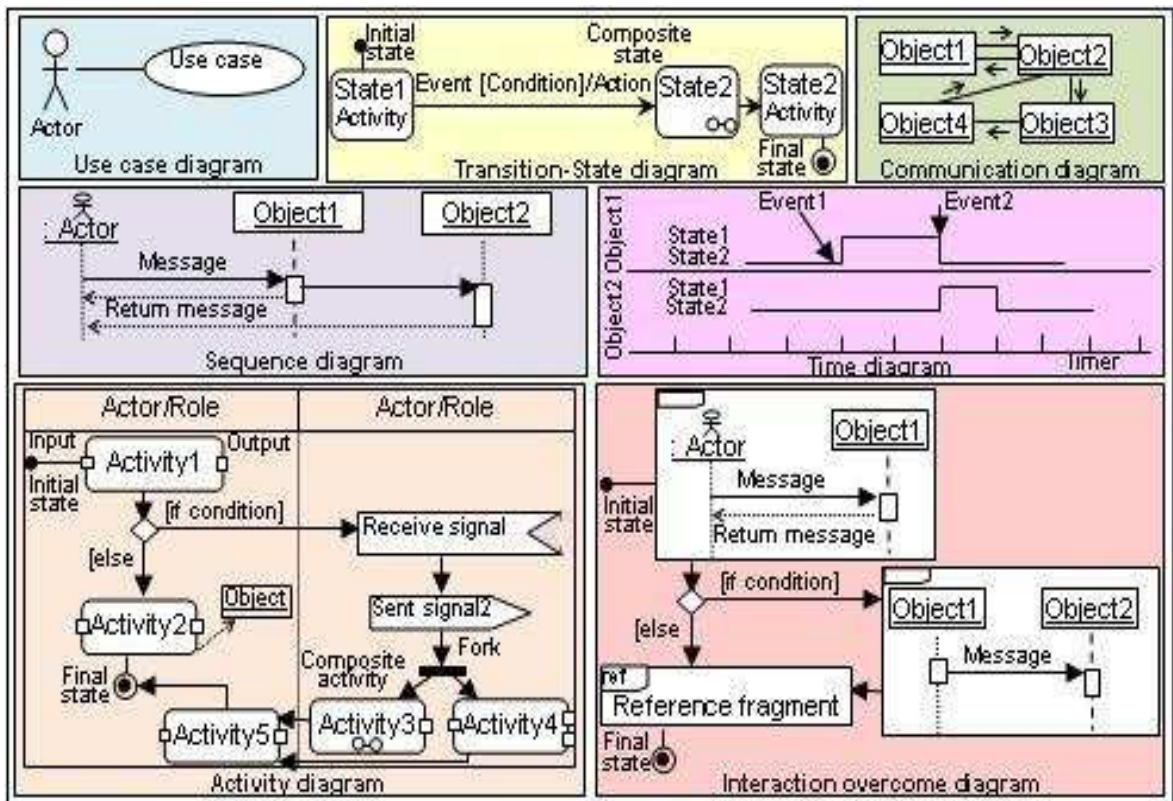 Use case
Actor
Use case diagram
Initial
state
Composite
state
State1
Activity
Event [Condition]/Action
State2
State2
Activity
Final
state
Transition-State diagram
Object1
Object2
Object4
Object3
Communication diagram
: Actor
Object1
Object2
Message
Return message
Sequence diagram
Object1
Event1
Event2
State1
State2
Object2
State1
State2
Time diagram
Timer
Actor/Role
Actor/Role
Input
Output
Activity1
Initial
state
[if condition]
Receive signal
[else
Object
Activity2
Sent signal2
Fork
Final
state
Composite
activity
Activity5
Activity3
Activity4
Activity diagram
: Actor
Object1
Message
Initial
state
Return message
[if condition]
Object1
Object2
[else
Message
ref
Reference fragment
Final
state
Interaction overcome diagram